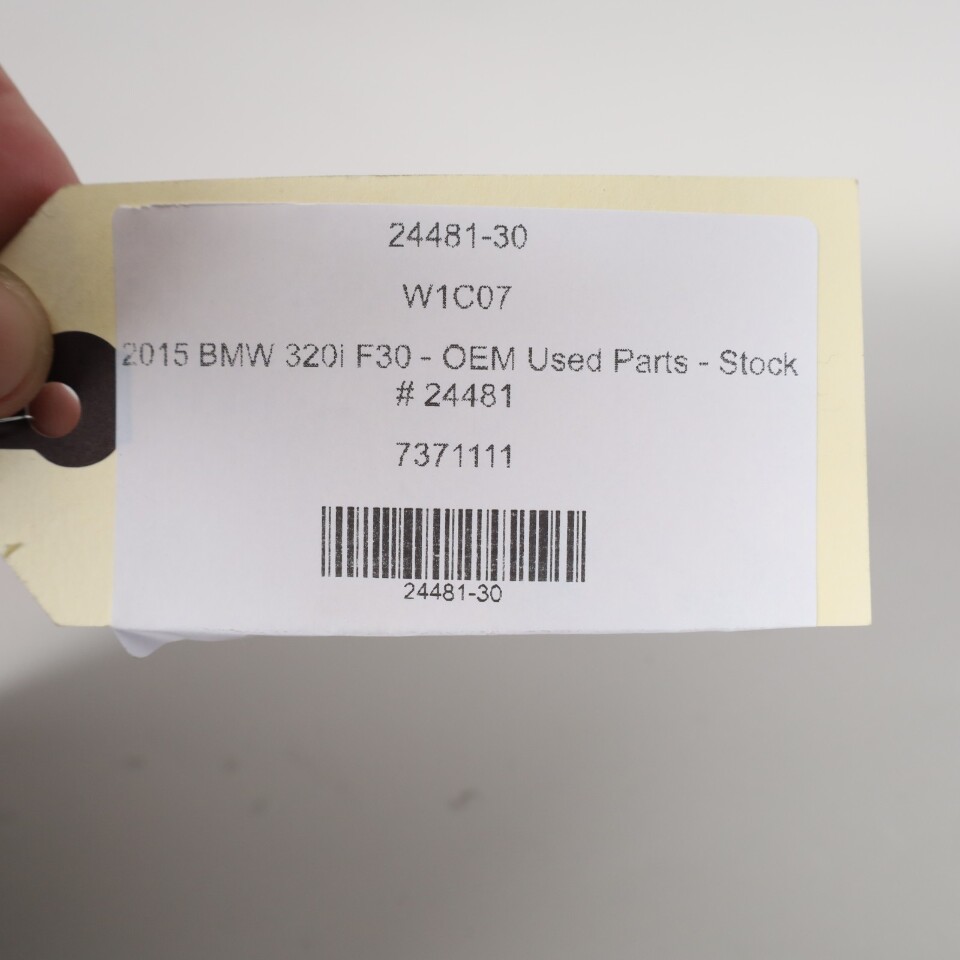 24481-30
W1C07
2015 BMW 320i F30 - OEM Used Parts - Stock
# 24481
7371111
24481-30